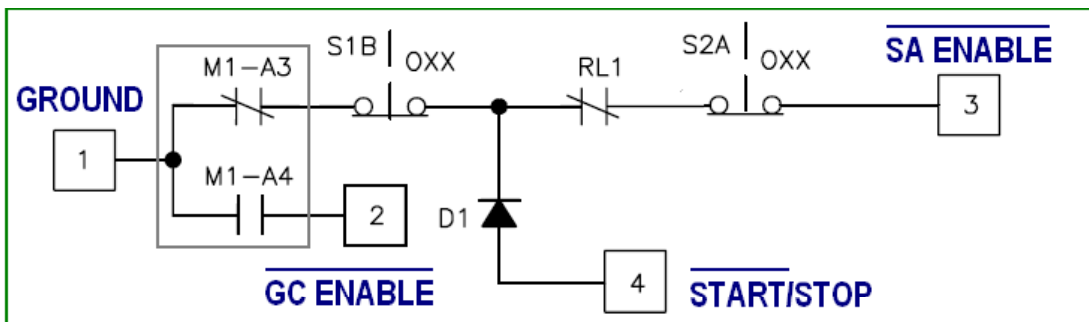 S1B
OXX
S2A
OXX
SA ENABLE
M1-A3
RL1
GROUND
3
1
M1-A4
2
D1
4
GC ENABLE
START/STOP